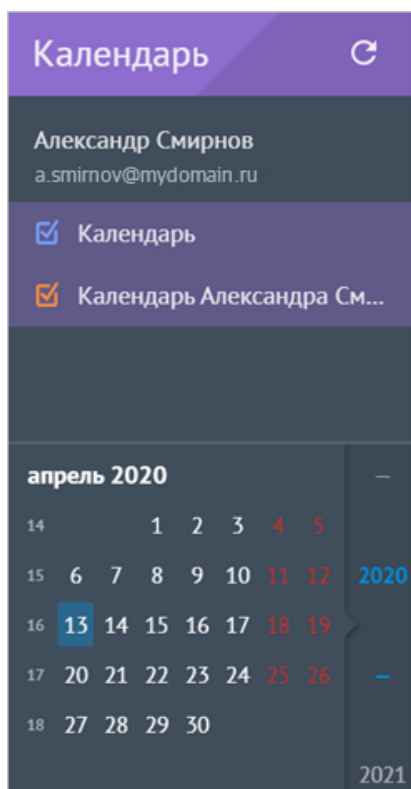 Календарь
Александр Смирнов
a.smirnov@mydomain.ru
Календарь
Календарь Александра См...
апрель 2020 –
14 1 2 3 4 5
15 6 7 8 9 10 11 12 2020
16 13 14 15 16 17 18 19
17 20 21 22 23 24 25 26 –
18 27 28 29 30
2021